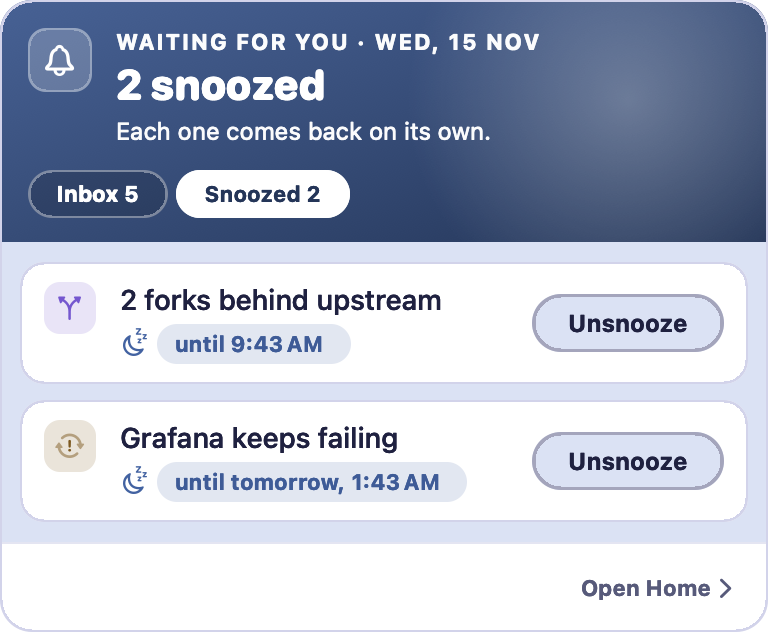 WAITING FOR YOU · WED, 15 NOV
2 snoozed
Each one comes back on its own.
Inbox 5
Snoozed 2
2 forks behind upstream
until 9:43 AM
Unsnooze
Grafana keeps failing
until tomorrow, 1:43 AM
Unsnooze
Open Home